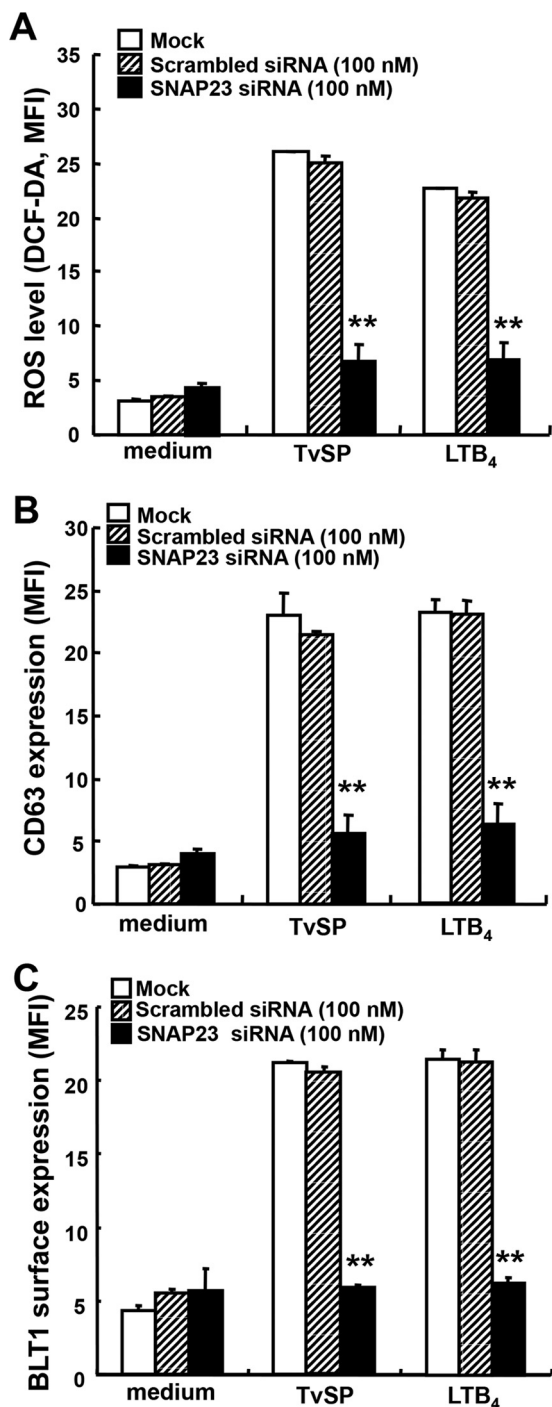 A
Mock
Scrambled siRNA (100 nM)
SNAP23 siRNA (100 nM)
ROS level (DCF-DA, MFI)
35
30
25
20
15
10
5
0
**
**
medium TvSP LTB₄
B
Mock
Scrambled siRNA (100 nM)
SNAP23 siRNA (100 nM)
CD63 expression (MFI)
30
25
20
15
10
5
0
**
**
medium TvSP LTB₄
C
Mock
Scrambled siRNA (100 nM)
SNAP23 siRNA (100 nM)
BLT1 surface expression (MFI)
25
20
15
10
5
0
**
**
medium TvSP LTB₄